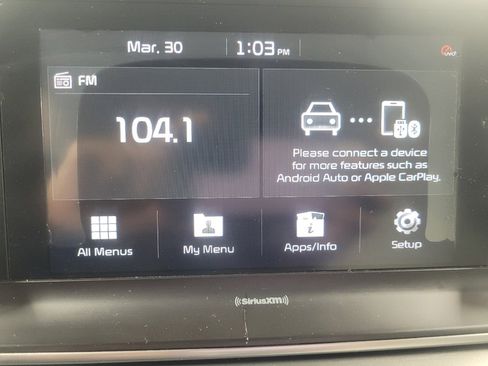 Mar. 30
1:03 PM
UVO
FM
104.1
Please connect a device
for more features such as
Android Auto or Apple CarPlay.
All Menus
My Menu
Apps/Info
Setup
((SiriusXM))